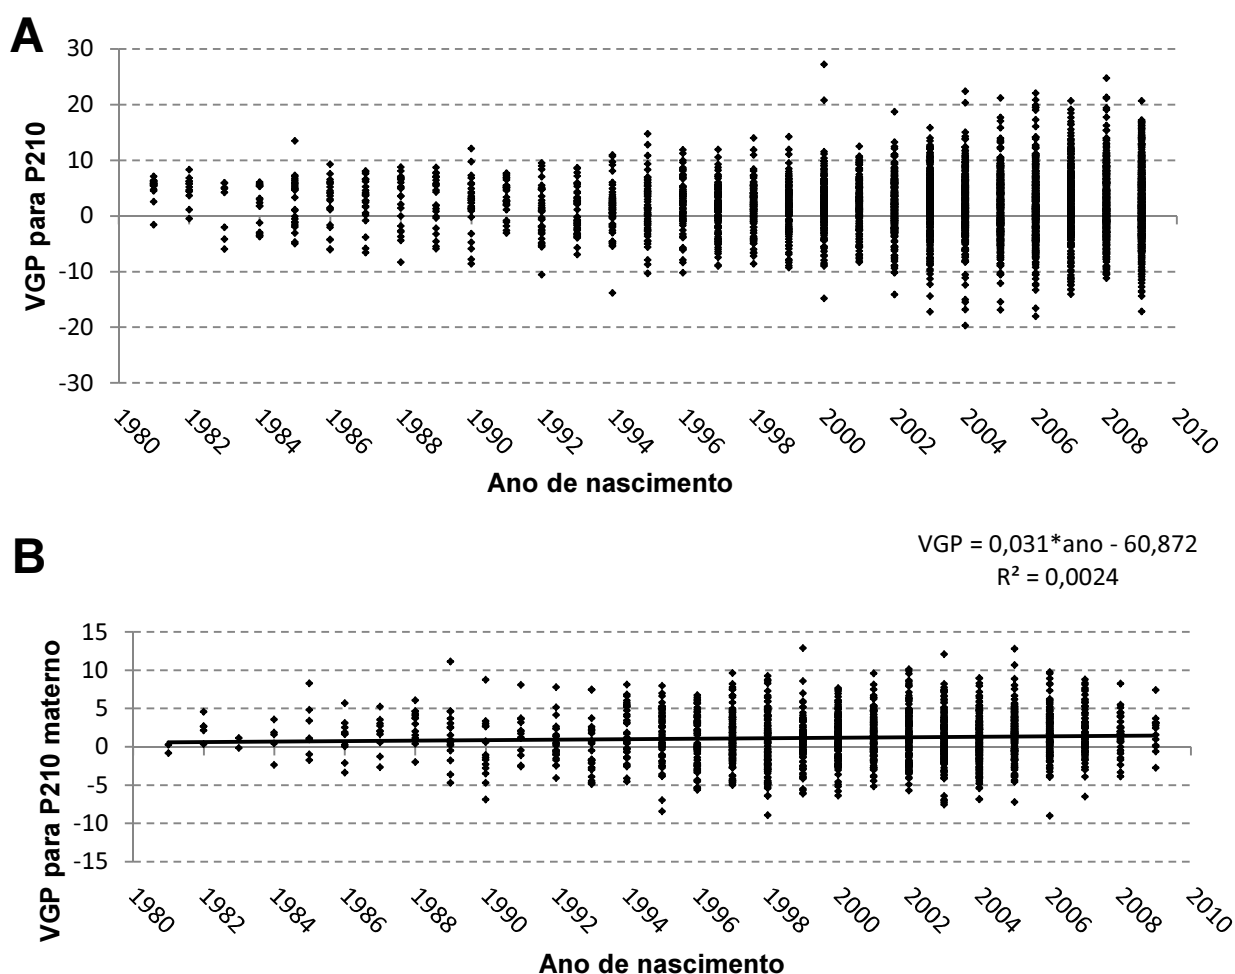 A
30
20
10
0
-10
-20
-30
VGP para P210
1980 1982 1984 1986 1988 1990 1992 1994 1996 1998 2000 2002 2004 2006 2008 2010
Ano de nascimento
B
VGP = 0,031*ano - 60,872
R² = 0,0024
15
10
5
0
-5
-10
-15
VGP para P210 materno
1980 1982 1984 1986 1988 1990 1992 1994 1996 1998 2000 2002 2004 2006 2008 2010
Ano de nascimento